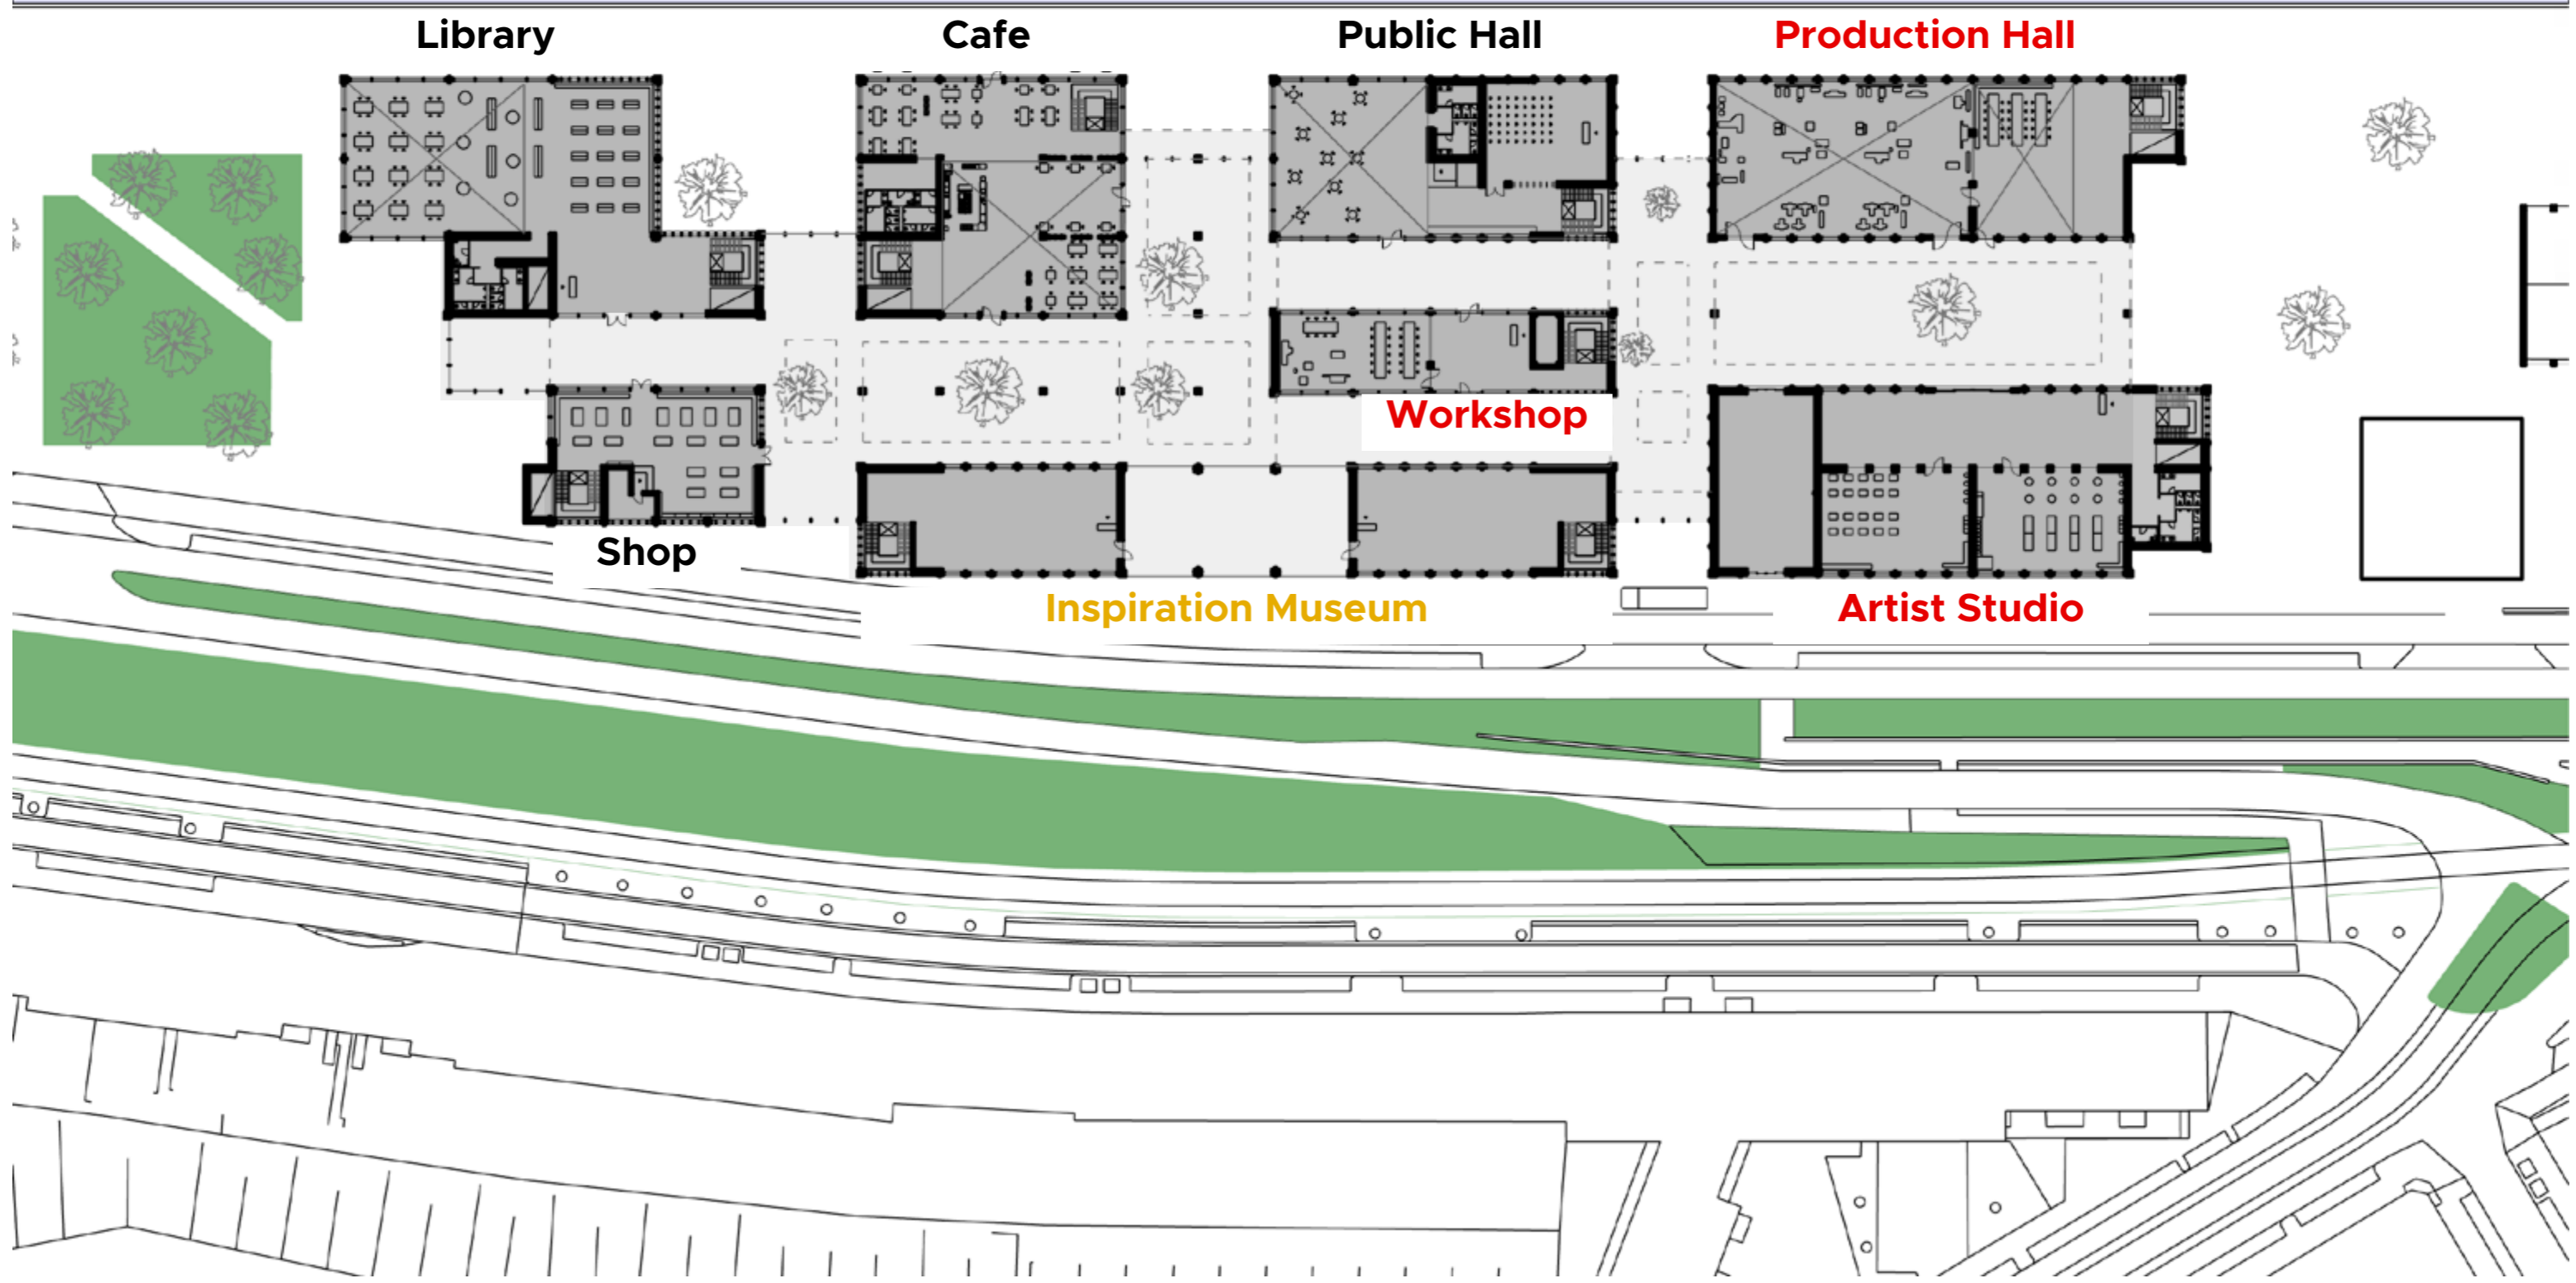 Library
Cafe
Public Hall
Production Hall
Workshop
Shop
Inspiration Museum
Artist Studio